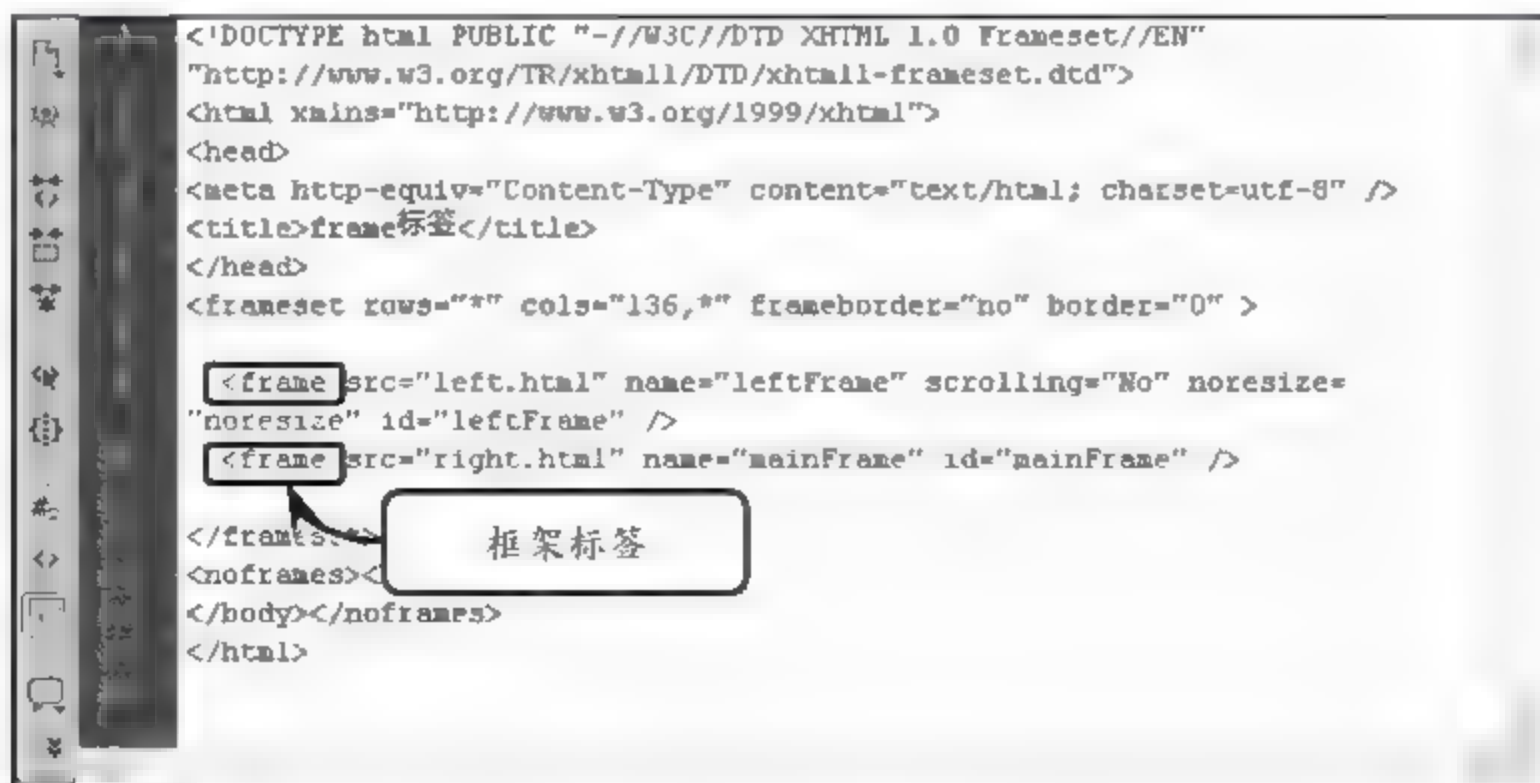 <!DOCTYPE html PUBLIC "-//W3C//DTD XHTML 1.0 Frameset//EN"
"http://www.w3.org/TR/xhtml1/DTD/xhtml1-frameset.dtd">
<html xmlns="http://www.w3.org/1999/xhtml">
<head>
<meta http-equiv="Content-Type" content="text/html; charset=utf-8" />
<title>frame标签</title>
</head>
<frameset rows="*" cols="136,*" frameborder="no" border="0" >
<frame src="left.html" name="leftFrame" scrolling="No" noresize=
"noresize" id="leftFrame" />
<frame src="right.html" name="mainFrame" id="mainFrame" />
</frameset>
框架标签
<noframes><
</body></noframes>
</html>